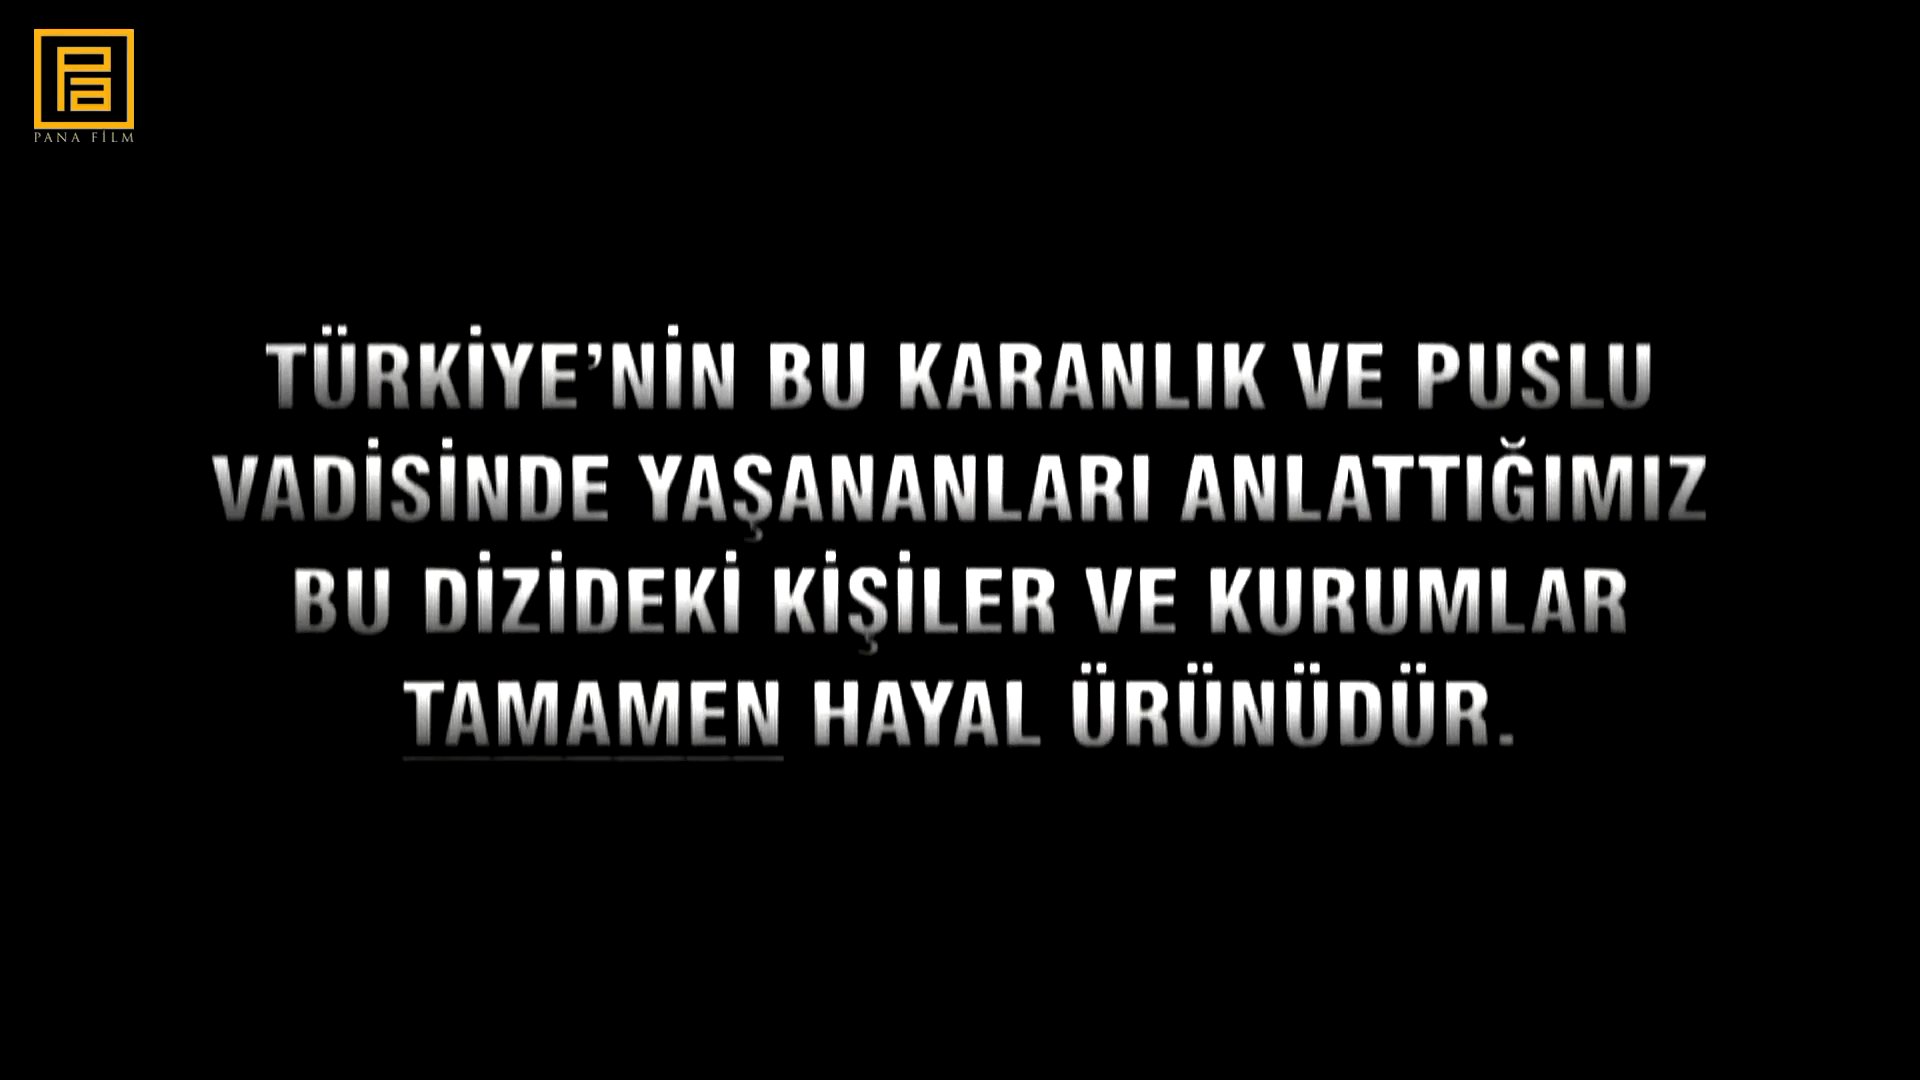 PANA FİLM
TÜRKİYE’NİN BU KARANLIK VE PUSLU
VADİSİNDE YAŞANANLARI ANLATTIĞIMIZ
BU DİZİDEKİ KİŞİLER VE KURUMLAR
TAMAMEN HAYAL ÜRÜNÜDÜR.